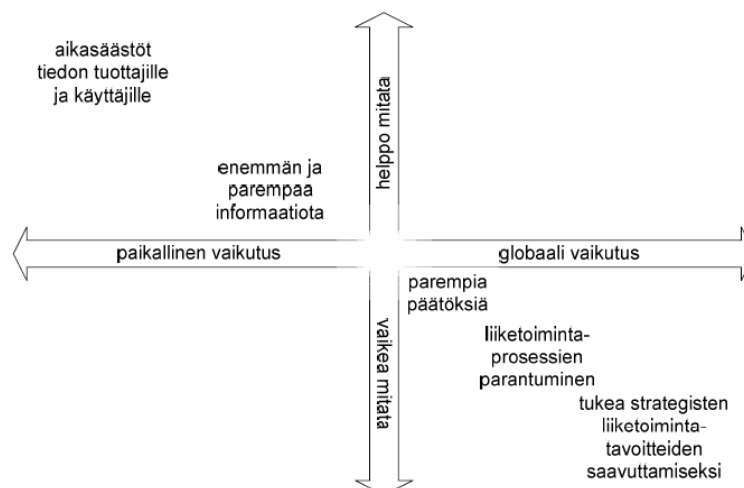 aikasäästöt
tiedon tuottajille
ja käyttäjille
helppo mitata
enemmän ja
parempaa
informaatiota
paikallinen vaikutus
globaali vaikutus
parempia
päätöksiä
vaikea mitata
liiketoiminta-
prosessien
parantuminen
tukea strategisten
liiketoiminta-
tavoitteiden
saavuttamiseksi